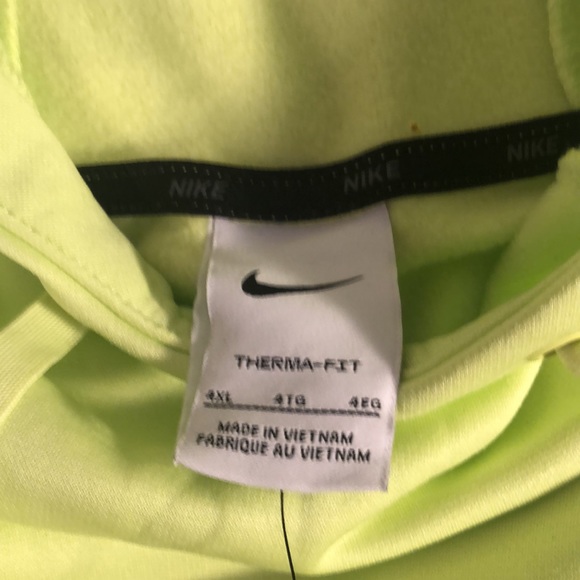 NIKE NIKE NIKE
THERMA-FIT
4XL 4TG 4EG
MADE IN VIETNAM
FABRIQUE AU VIETNAM